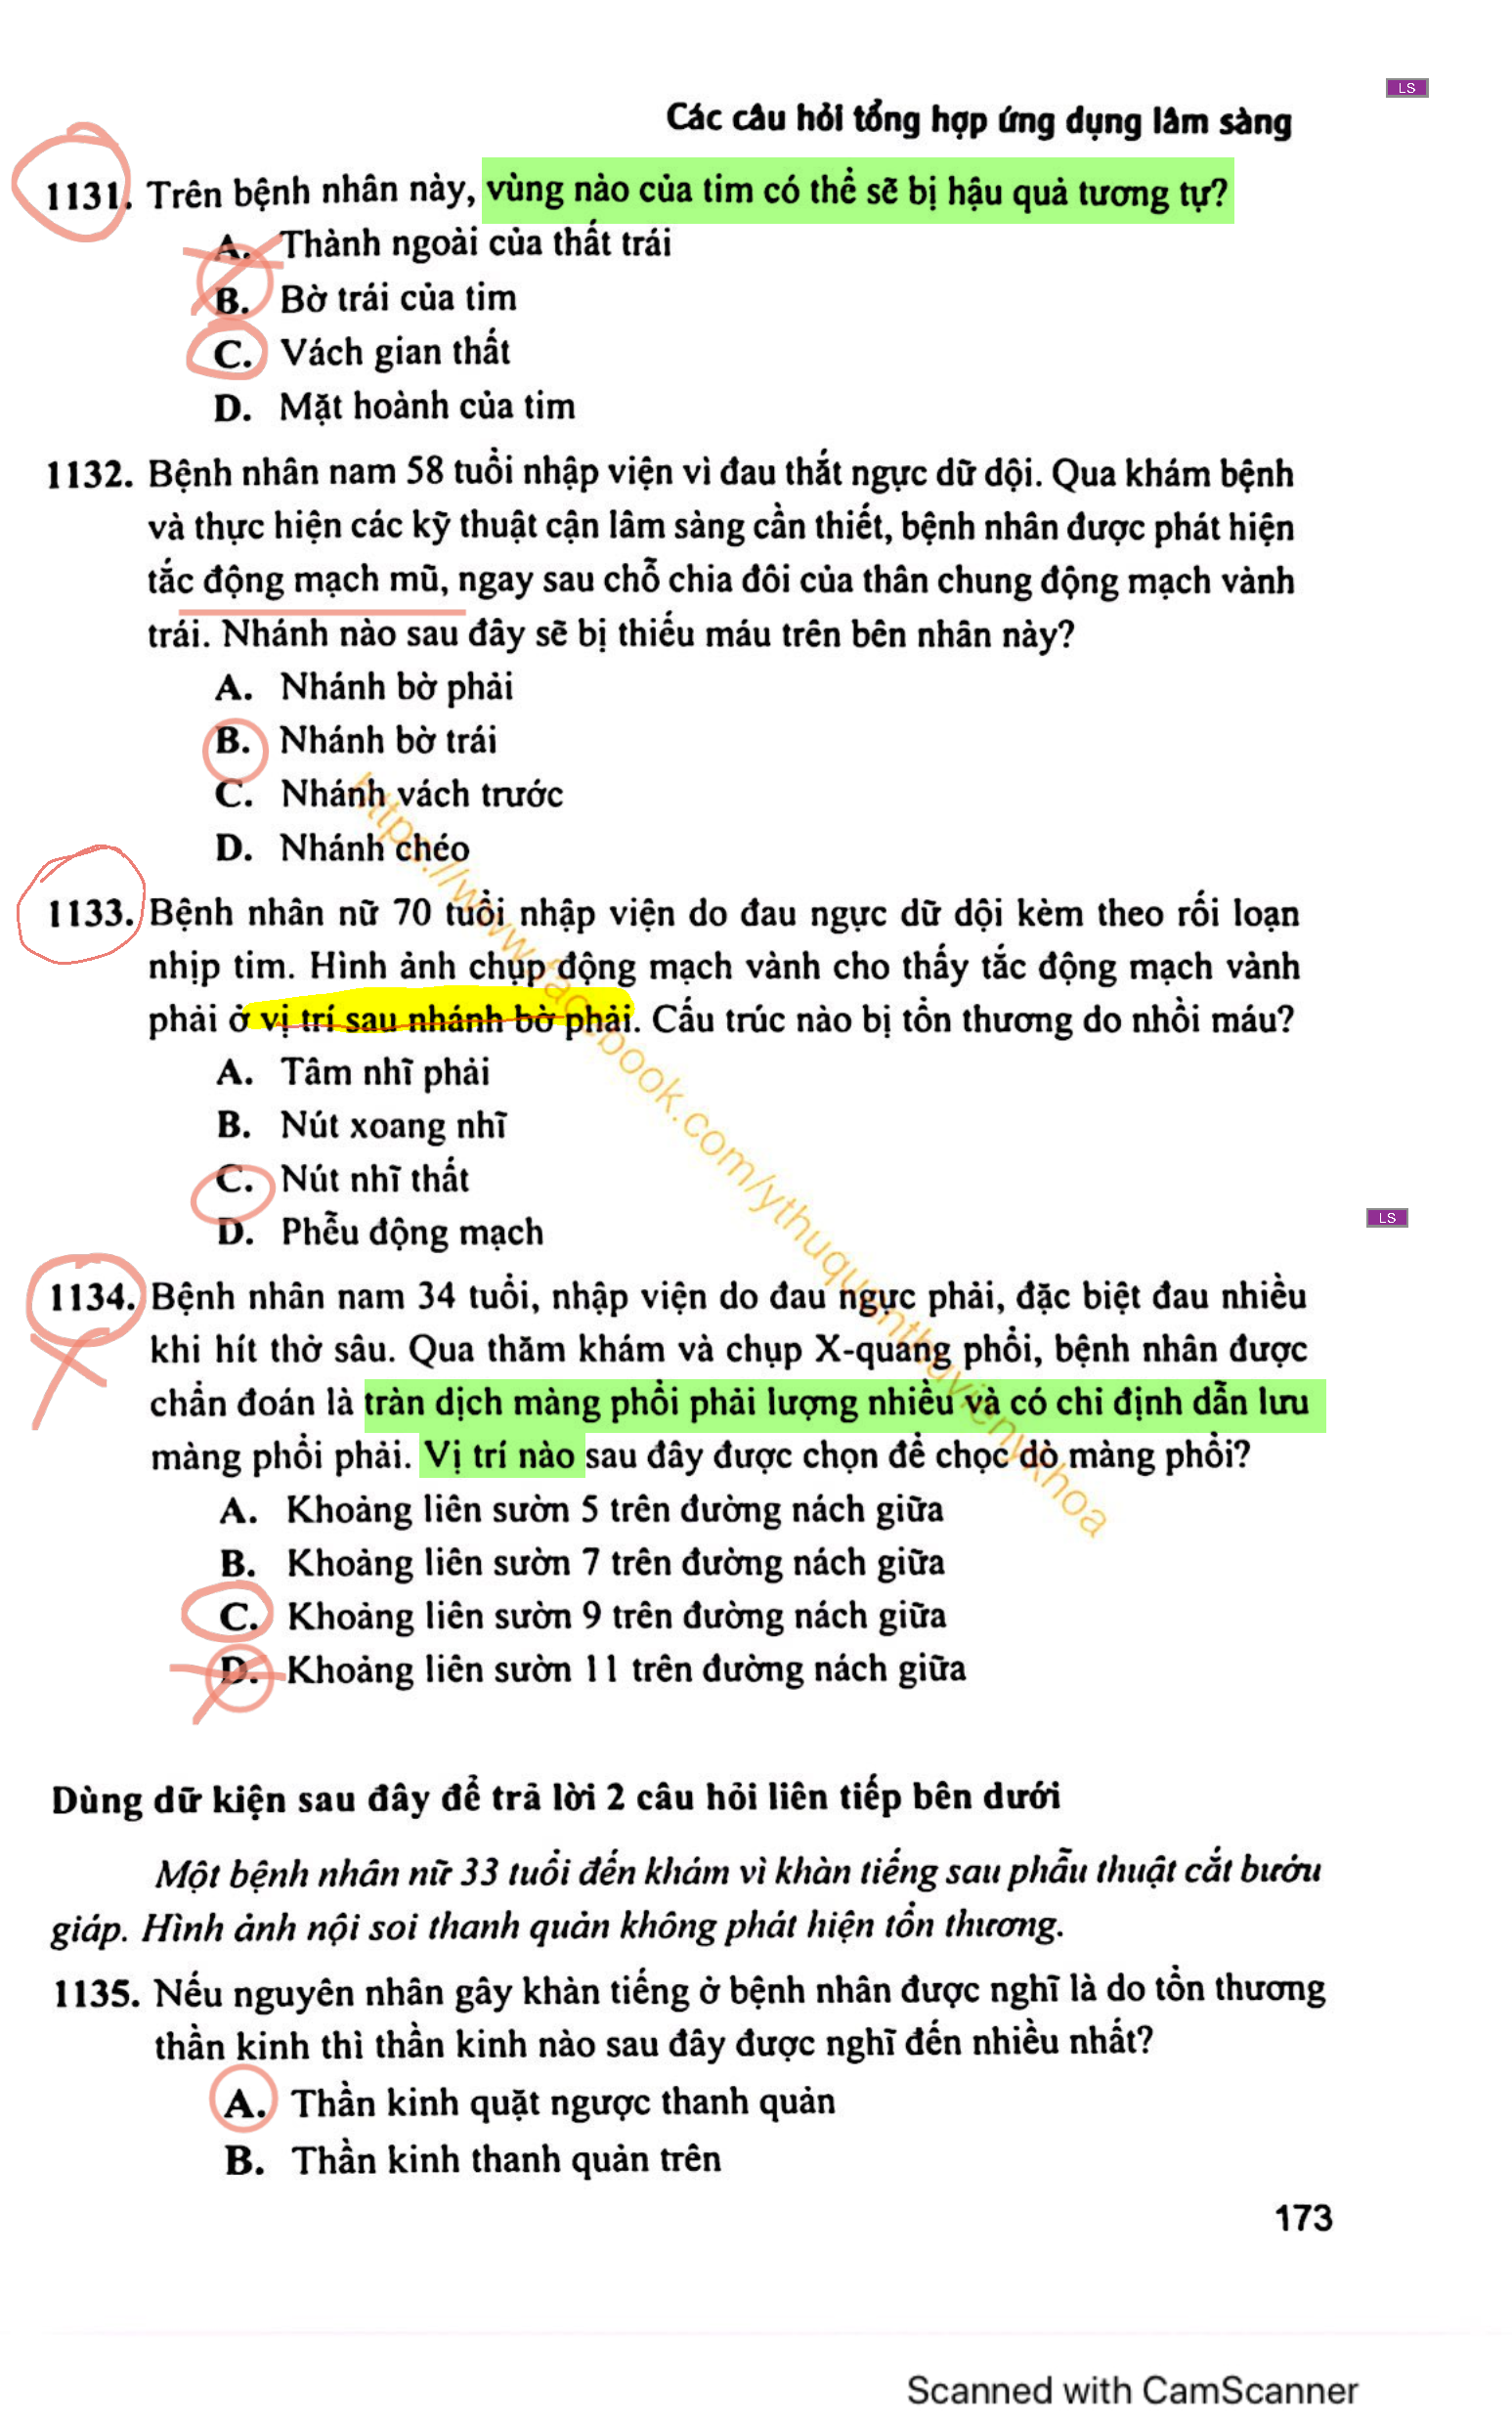 LS
Các câu hỏi tổng hợp ứng dụng lâm sàng
1131. Trên bệnh nhân này, vùng nào của tim có thể sẽ bị hậu quả tương tự?
A. Thành ngoài của thất trái
B. Bờ trái của tim
C. Vách gian thất
D. Mặt hoành của tim
1132. Bệnh nhân nam 58 tuổi nhập viện vì đau thắt ngực dữ dội. Qua khám bệnh
và thực hiện các kỹ thuật cận lâm sàng cần thiết, bệnh nhân được phát hiện
tắc động mạch mũ, ngay sau chỗ chia đôi của thân chung động mạch vành
trái. Nhánh nào sau đây sẽ bị thiếu máu trên bên nhân này?
A. Nhánh bờ phải
B. Nhánh bờ trái
C. Nhánh vách trước
D. Nhánh chéo
1133. Bệnh nhân nữ 70 tuổi nhập viện do đau ngực dữ dội kèm theo rối loạn
nhịp tim. Hình ảnh chụp động mạch vành cho thấy tắc động mạch vành
phải ở vị trí sau nhánh bờ phải. Cấu trúc nào bị tổn thương do nhồi máu?
A. Tâm nhĩ phải
B. Nút xoang nhĩ
C. Nút nhĩ thất
D. Phễu động mạch
LS
1134. Bệnh nhân nam 34 tuổi, nhập viện do đau ngực phải, đặc biệt đau nhiều
khi hít thở sâu. Qua thăm khám và chụp X-quang phổi, bệnh nhân được
chẩn đoán là tràn dịch màng phổi phải lượng nhiều và có chỉ định dẫn lưu
màng phổi phải. Vị trí nào sau đây được chọn để chọc dò màng phổi?
A. Khoảng liên sườn 5 trên đường nách giữa
B. Khoảng liên sườn 7 trên đường nách giữa
C. Khoảng liên sườn 9 trên đường nách giữa
D. Khoảng liên sườn 11 trên đường nách giữa
https://www.facebook.com/ythuquanthuvienykhoa
Dùng dữ kiện sau đây để trả lời 2 câu hỏi liên tiếp bên dưới
Một bệnh nhân nữ 33 tuổi đến khám vì khàn tiếng sau phẫu thuật cắt bướu
giáp. Hình ảnh nội soi thanh quản không phát hiện tổn thương.
1135. Nếu nguyên nhân gây khàn tiếng ở bệnh nhân được nghĩ là do tổn thương
thần kinh thì thần kinh nào sau đây được nghĩ đến nhiều nhất?
A. Thần kinh quặt ngược thanh quản
B. Thần kinh thanh quản trên
173
Scanned with CamScanner